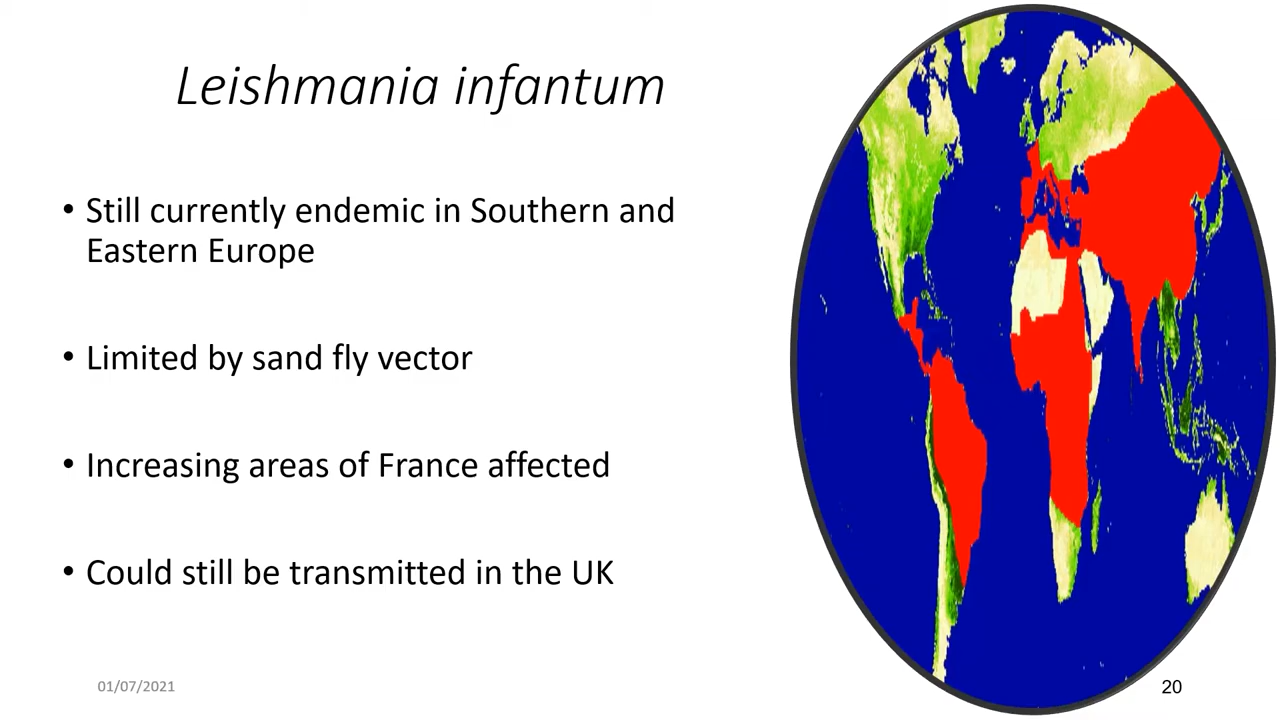 Leishmania infantum
• Still currently endemic in Southern and
Eastern Europe
• Limited by sand fly vector
• Increasing areas of France affected
• Could still be transmitted in the UK
01/07/2021
20